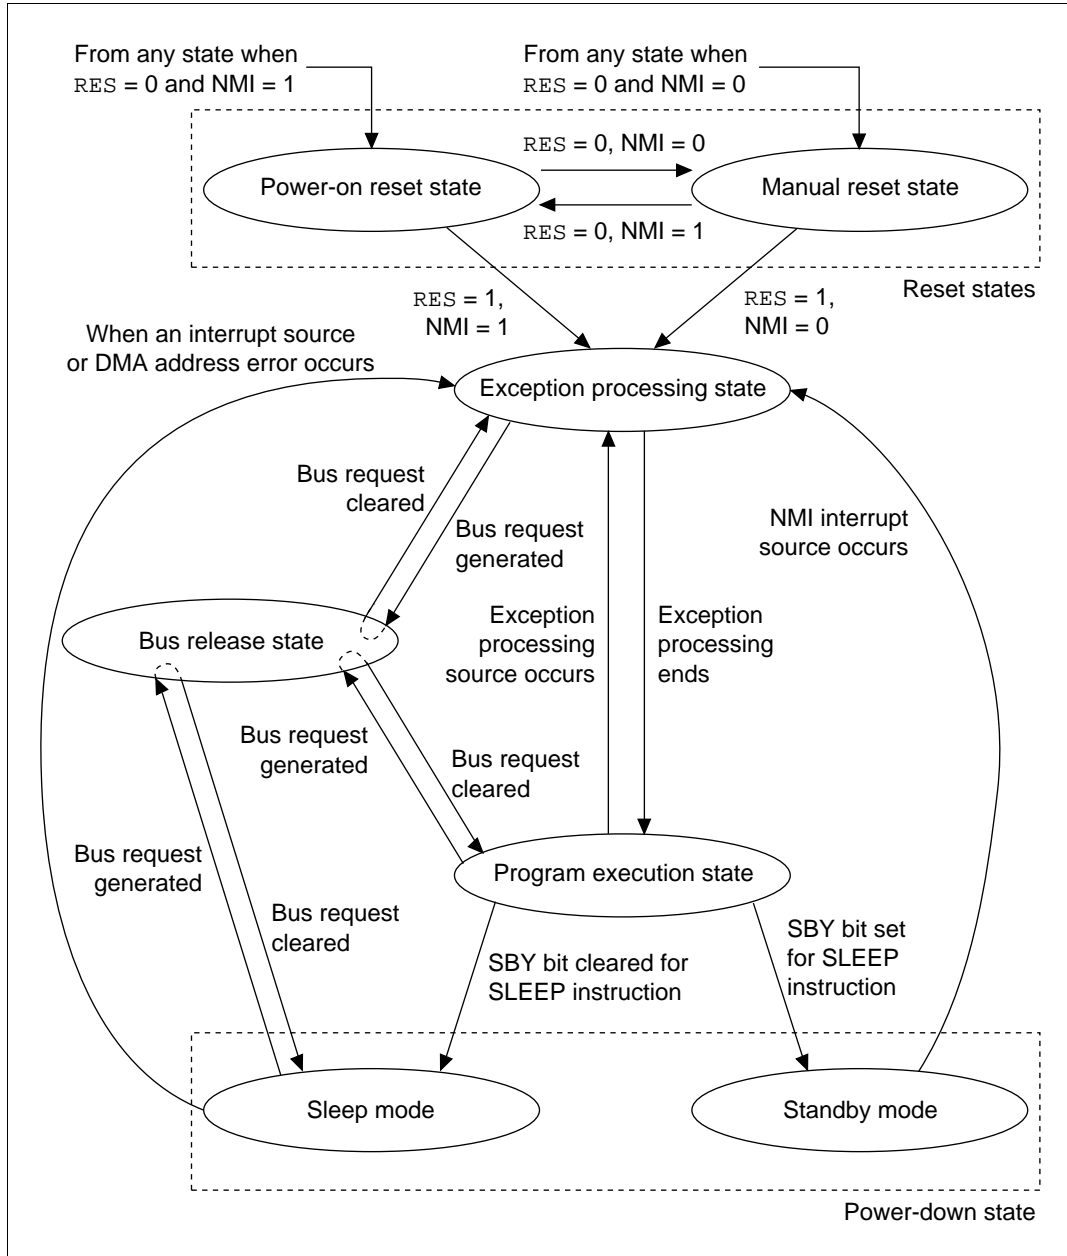 From any state when
RES = 0 and NMI = 1
From any state when
RES = 0 and NMI = 0
RES = 0, NMI = 0
Power-on reset state
Manual reset state
RES = 0, NMI = 1
Reset states
RES = 1,
NMI = 1
RES = 1,
NMI = 0
When an interrupt source
or DMA address error occurs
Exception processing state
Bus request
cleared
Bus request
generated
NMI interrupt
source occurs
Exception
processing
source occurs
Exception
processing
ends
Bus release state
Bus request
generated
Bus request
cleared
Bus request
generated
Program execution state
Bus request
cleared
SBY bit cleared for
SLEEP instruction
SBY bit set
for SLEEP
instruction
Sleep mode
Standby mode
Power-down state